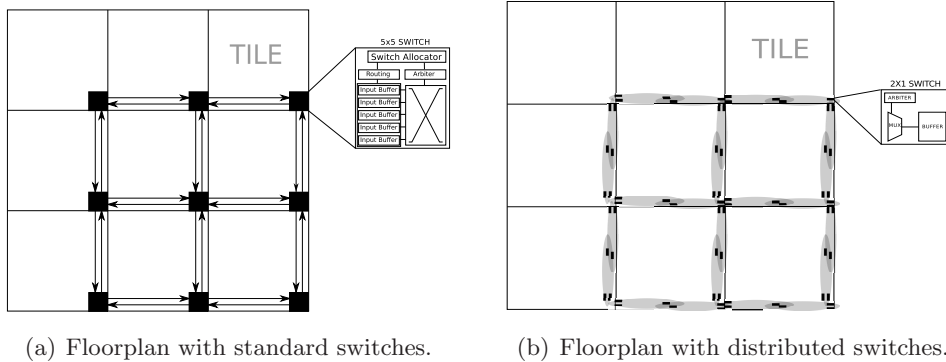 TILE
5x5 SWITCH
Switch Allocator
Routing
Arbiter
Input Buffer
Input Buffer
Input Buffer
Input Buffer
Input Buffer
(a) Floorplan with standard switches.
TILE
2X1 SWITCH
ARBITER
MUX
BUFFER
(b) Floorplan with distributed switches